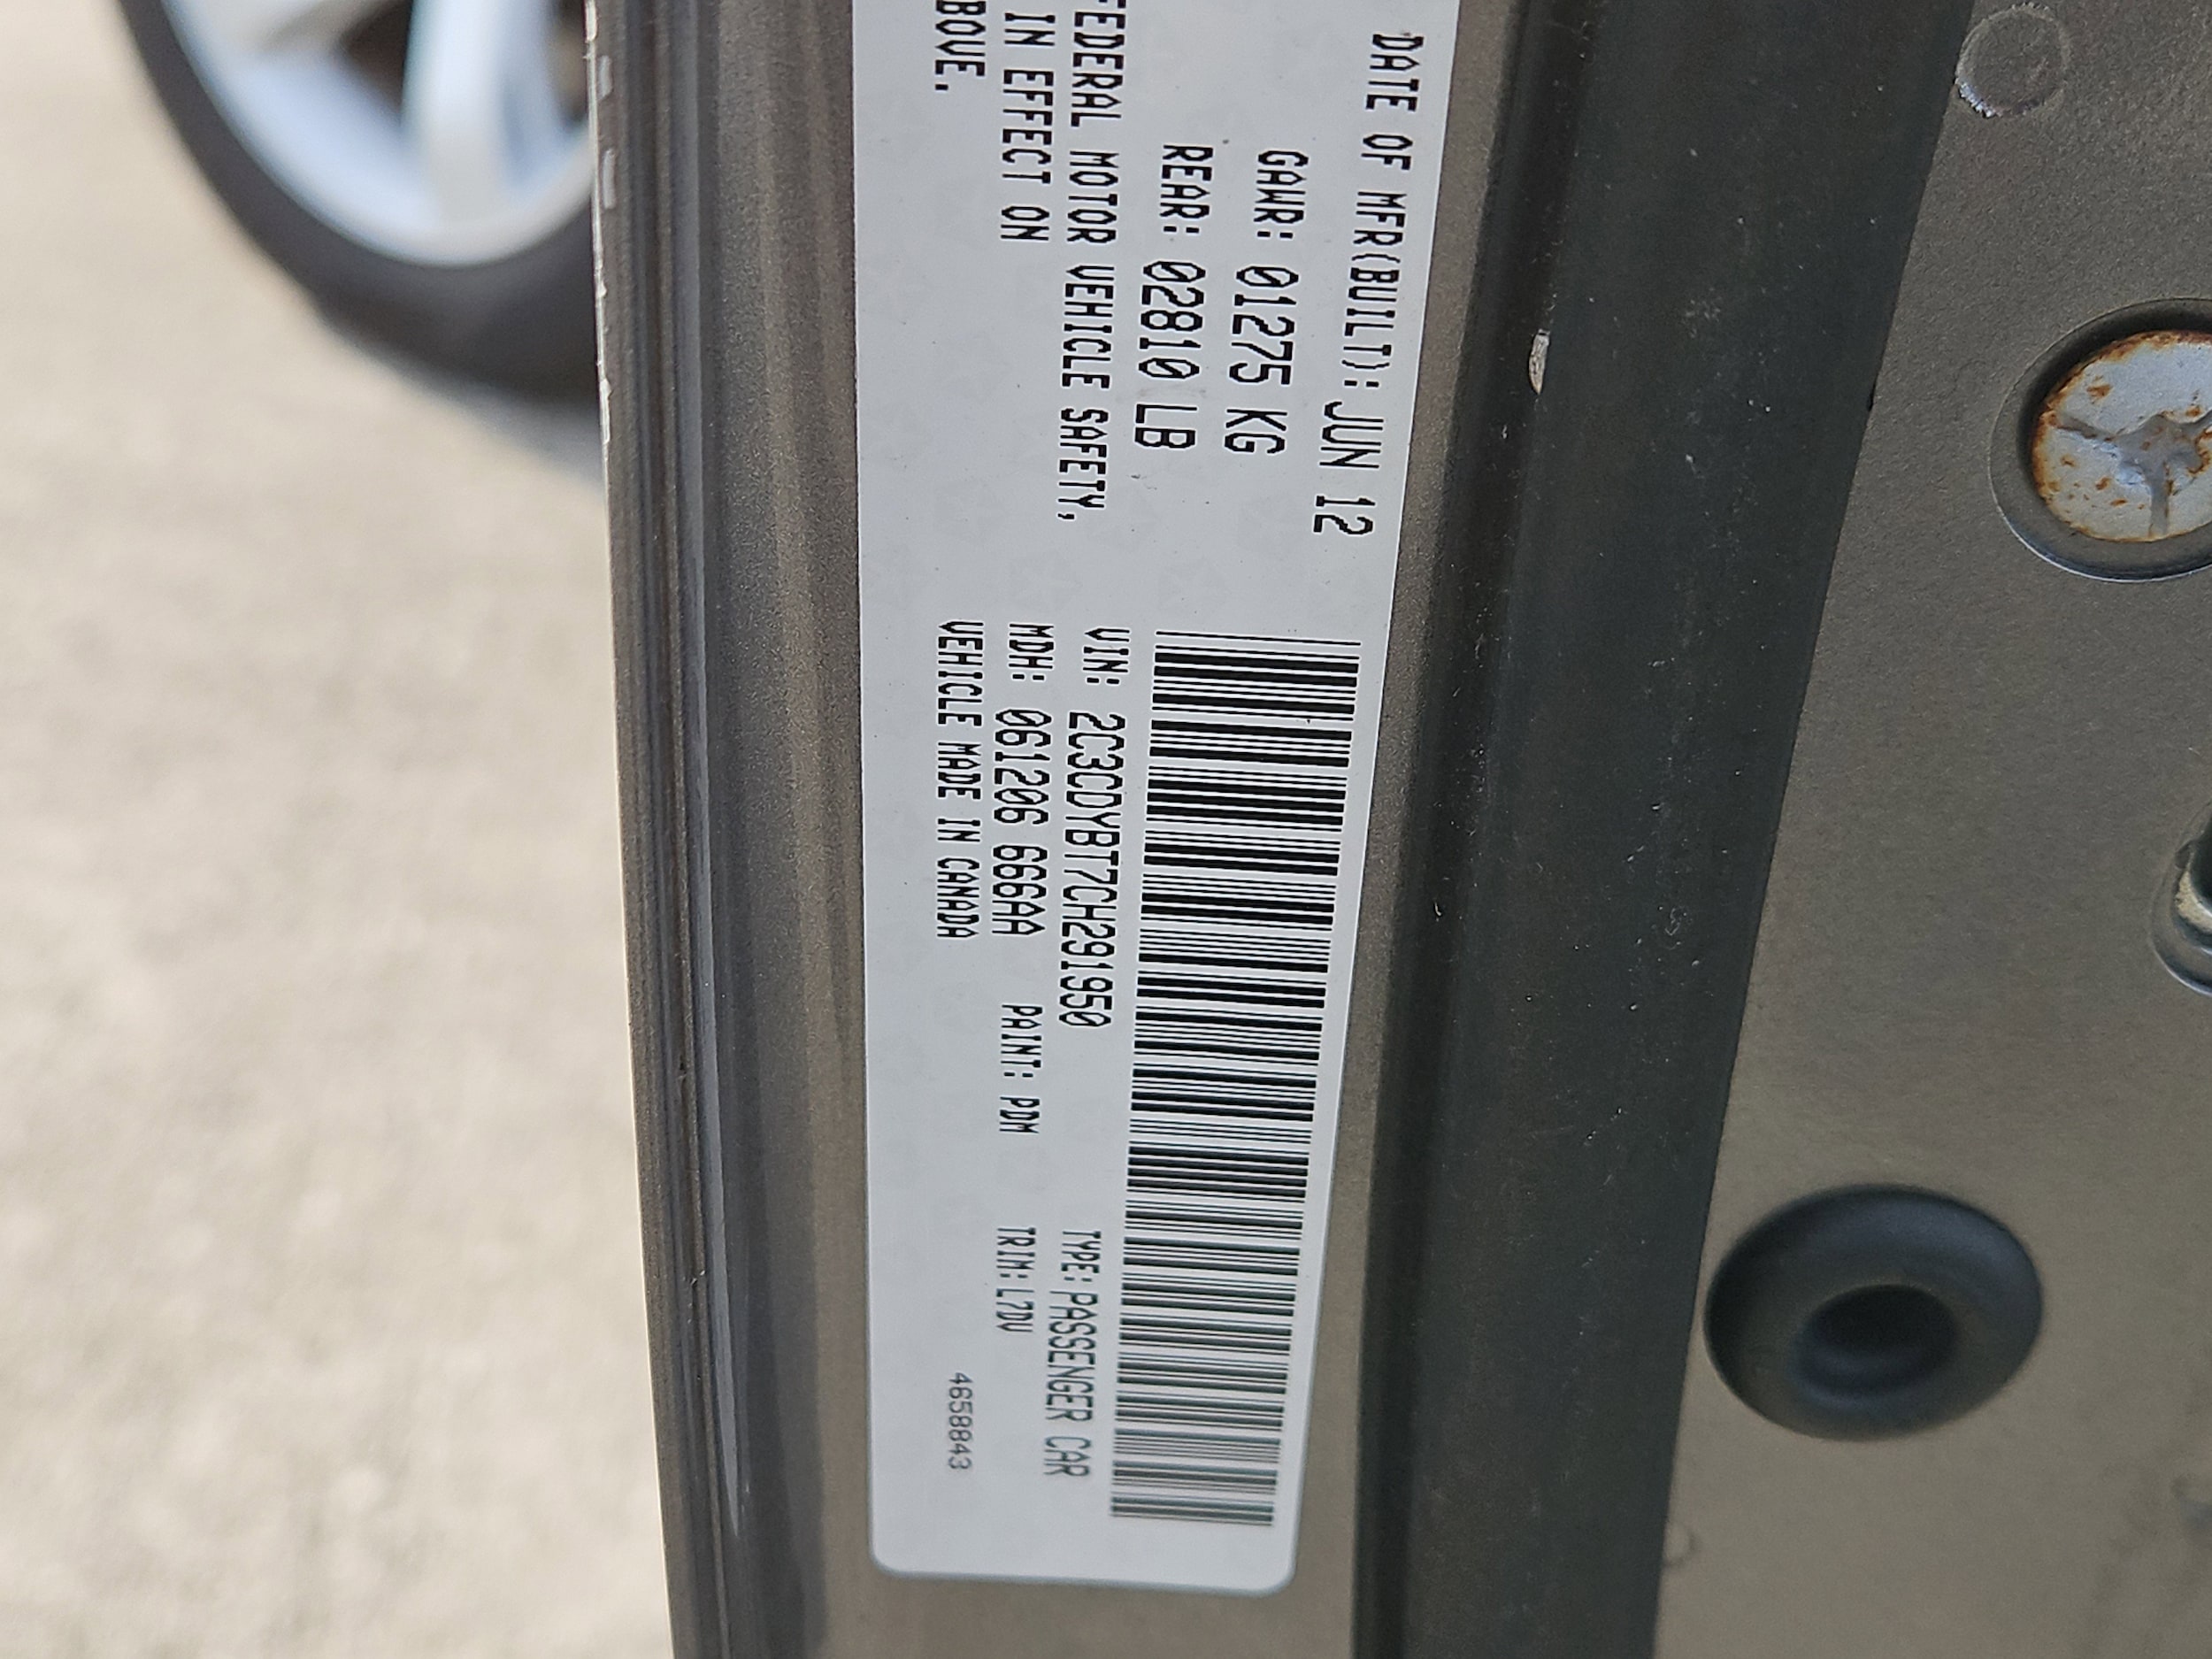 DATE OF MFR(BUILT): JUN 12
GAWR: 01275 KG
REAR: 02810 LB
FEDERAL MOTOR VEHICLE SAFETY,
IN EFFECT ON
BOVE.
VIN: 2C3CDYBT7CH291950
TYPE: PASSENGER CAR
MDH: 061206 666AA PAINT: PDM TRIM: L7DV
VEHICLE MADE IN CANADA
4658843